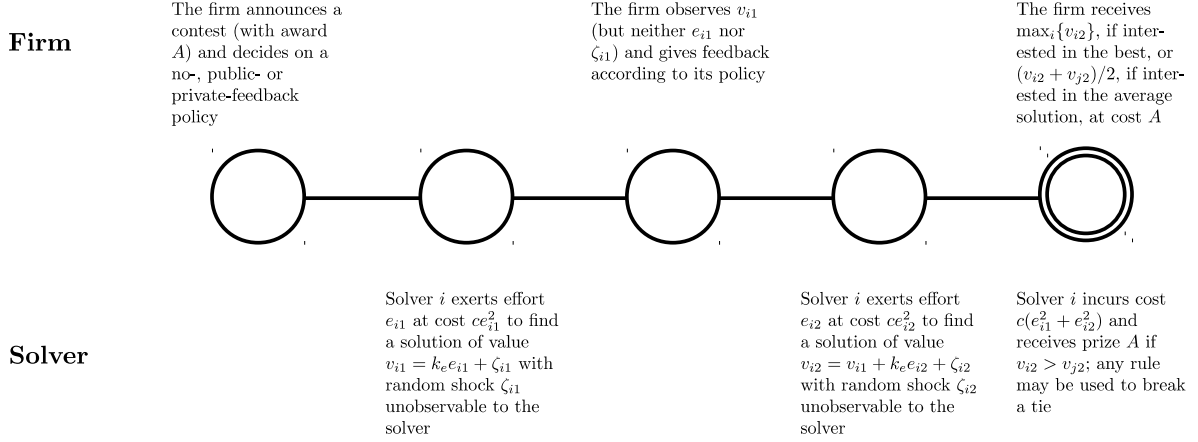 Firm
The firm announces a
contest (with award
A) and decides on a
no-, public- or
private-feedback
policy
The firm observes v_{i1}
(but neither e_{i1} nor
ζ_{i1}) and gives feedback
according to its policy
The firm receives
max_i{v_{i2}}, if inter-
ested in the best, or
(v_{i2} + v_{j2})/2, if inter-
ested in the average
solution, at cost A
Solver
Solver i exerts effort
e_{i1} at cost ce_{i1}^2 to find
a solution of value
v_{i1} = k_e e_{i1} + ζ_{i1} with
random shock ζ_{i1}
unobservable to the
solver
Solver i exerts effort
e_{i2} at cost ce_{i2}^2 to find
a solution of value
v_{i2} = v_{i1} + k_e e_{i2} + ζ_{i2}
with random shock ζ_{i2}
unobservable to the
solver
Solver i incurs cost
c(e_{i1}^2 + e_{i2}^2) and
receives prize A if
v_{i2} > v_{j2}; any rule
may be used to break
a tie